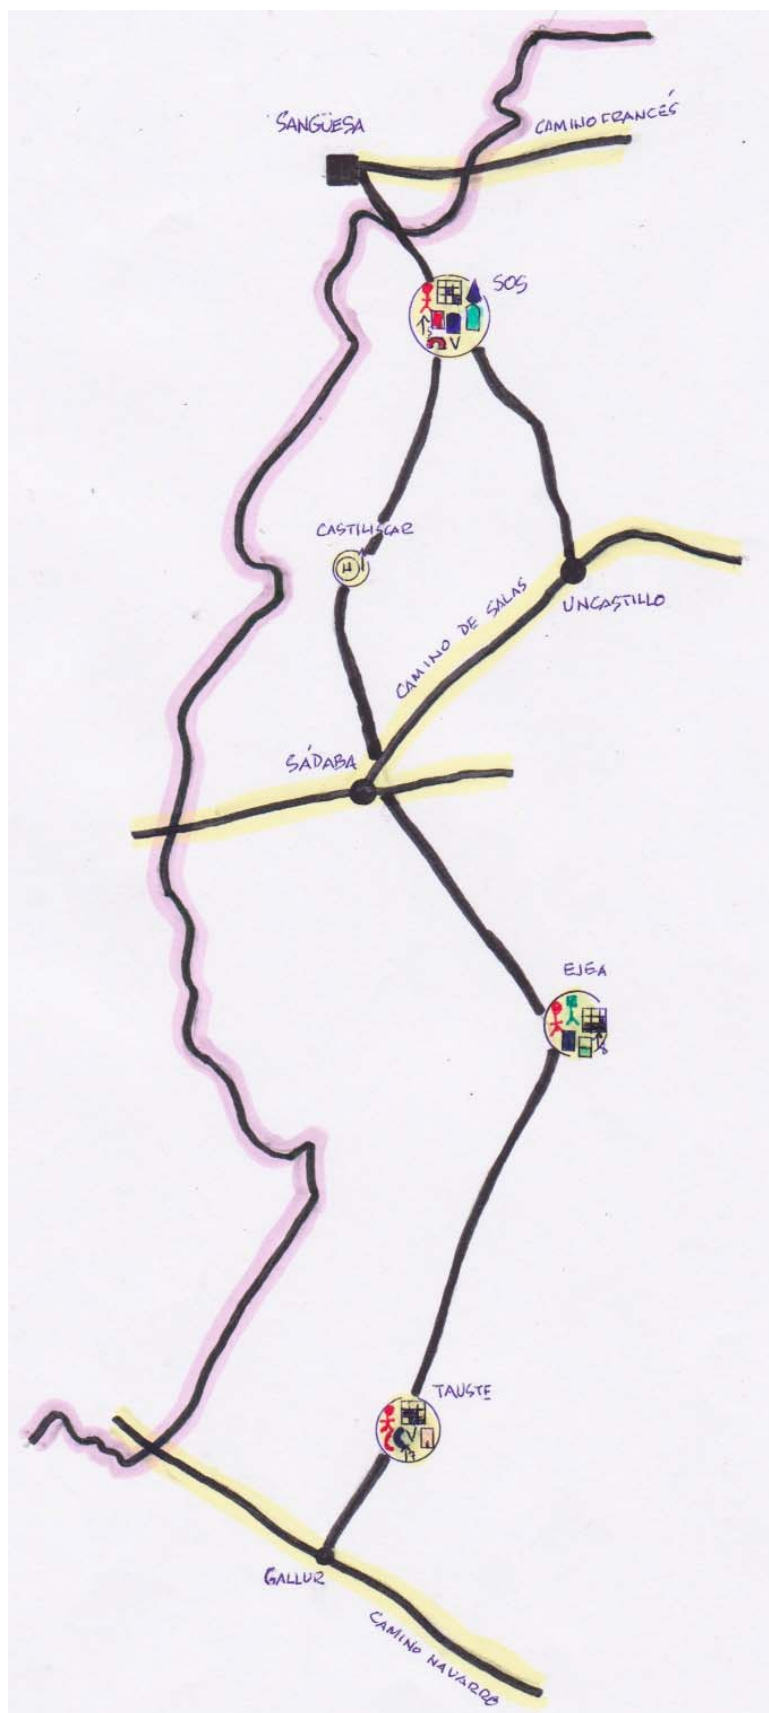 SANGÜESA
CAMINO FRANCÉS
SOS
V
CASTILISCAR
CAMINO DE SALAS
UNCASTILLO
SÁDABA
EJEA
TAUSTE
V
GALLUR
CAMINO NAVARRO